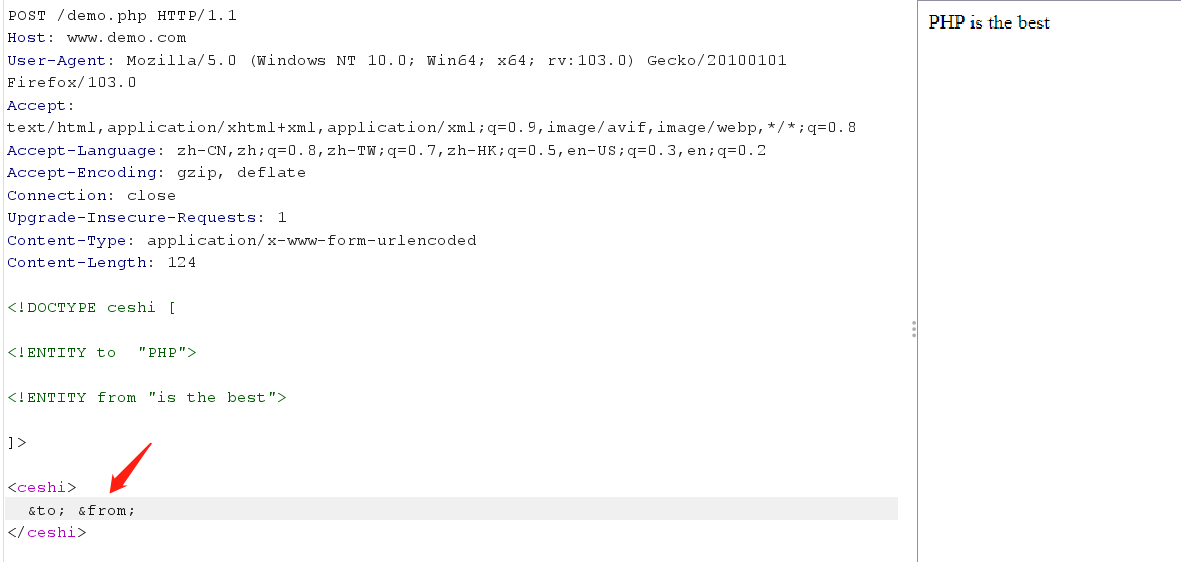 POST /demo.php HTTP/1.1
Host: www.demo.com
User-Agent: Mozilla/5.0 (Windows NT 10.0; Win64; x64; rv:103.0) Gecko/20100101
Firefox/103.0
Accept:
text/html,application/xhtml+xml,application/xml;q=0.9,image/avif,image/webp,*/*;q=0.8
Accept-Language: zh-CN,zh;q=0.8,zh-TW;q=0.7,zh-HK;q=0.5,en-US;q=0.3,en;q=0.2
Accept-Encoding: gzip, deflate
Connection: close
Upgrade-Insecure-Requests: 1
Content-Type: application/x-www-form-urlencoded
Content-Length: 124
<!DOCTYPE ceshi [
<!ENTITY to  "PHP">
<!ENTITY from "is the best">
]>
<ceshi>
  &to; &from;
</ceshi>
PHP is the best